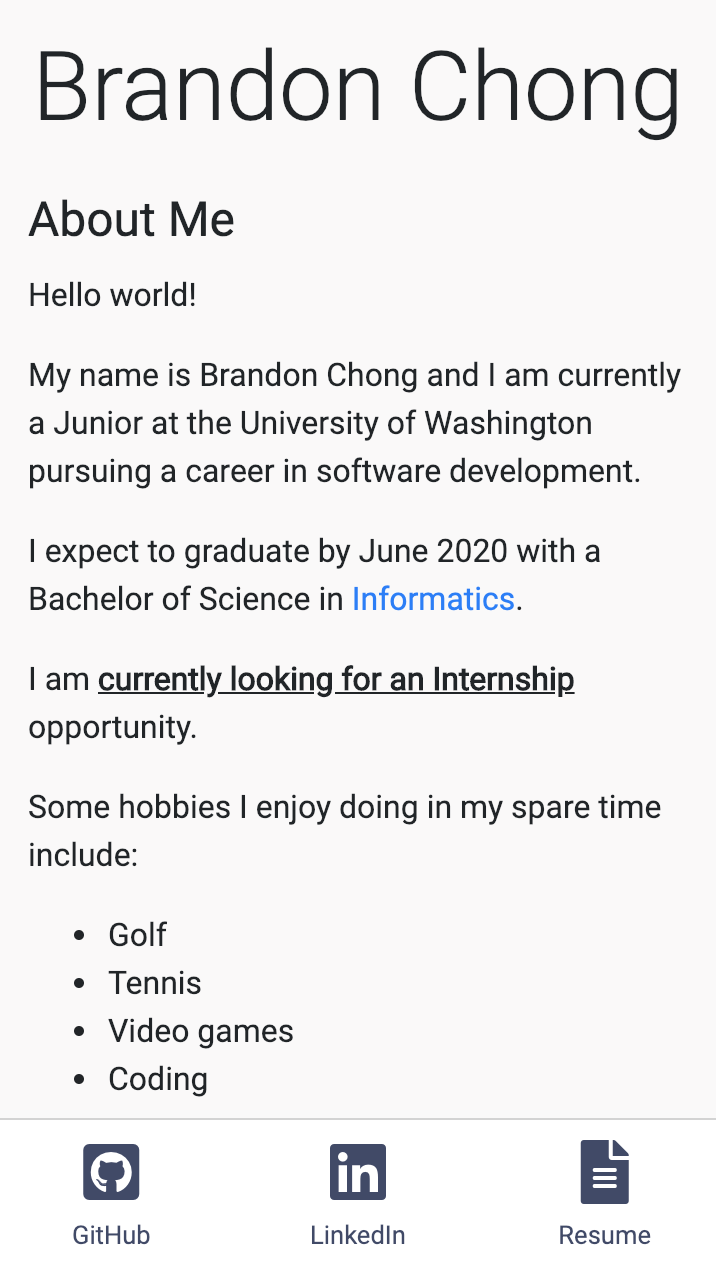 Brandon Chong
About Me
Hello world!
My name is Brandon Chong and I am currently
a Junior at the University of Washington
pursuing a career in software development.
I expect to graduate by June 2020 with a
Bachelor of Science in Informatics.
I am currently looking for an Internship
opportunity.
Some hobbies I enjoy doing in my spare time
include:
• Golf
• Tennis
• Video games
• Coding
in
GitHub
LinkedIn
Resume